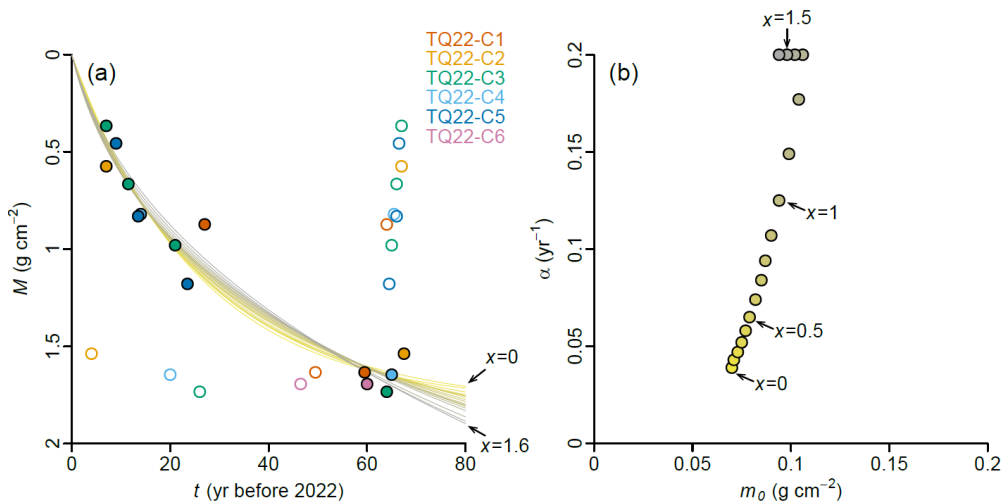 (a)
TQ22-C1
TQ22-C2
TQ22-C3
TQ22-C4
TQ22-C5
TQ22-C6
0
0.5
1
1.5
2
M (g cm⁻²)
x=0
x=1.6
0 20 40 60 80
t (yr before 2022)
(b)
x=1.5
x=1
x=0.5
x=0
0.2
0.15
0.1
0.05
0
α (yr⁻¹)
0 0.05 0.1 0.15 0.2
m₀ (g cm⁻²)